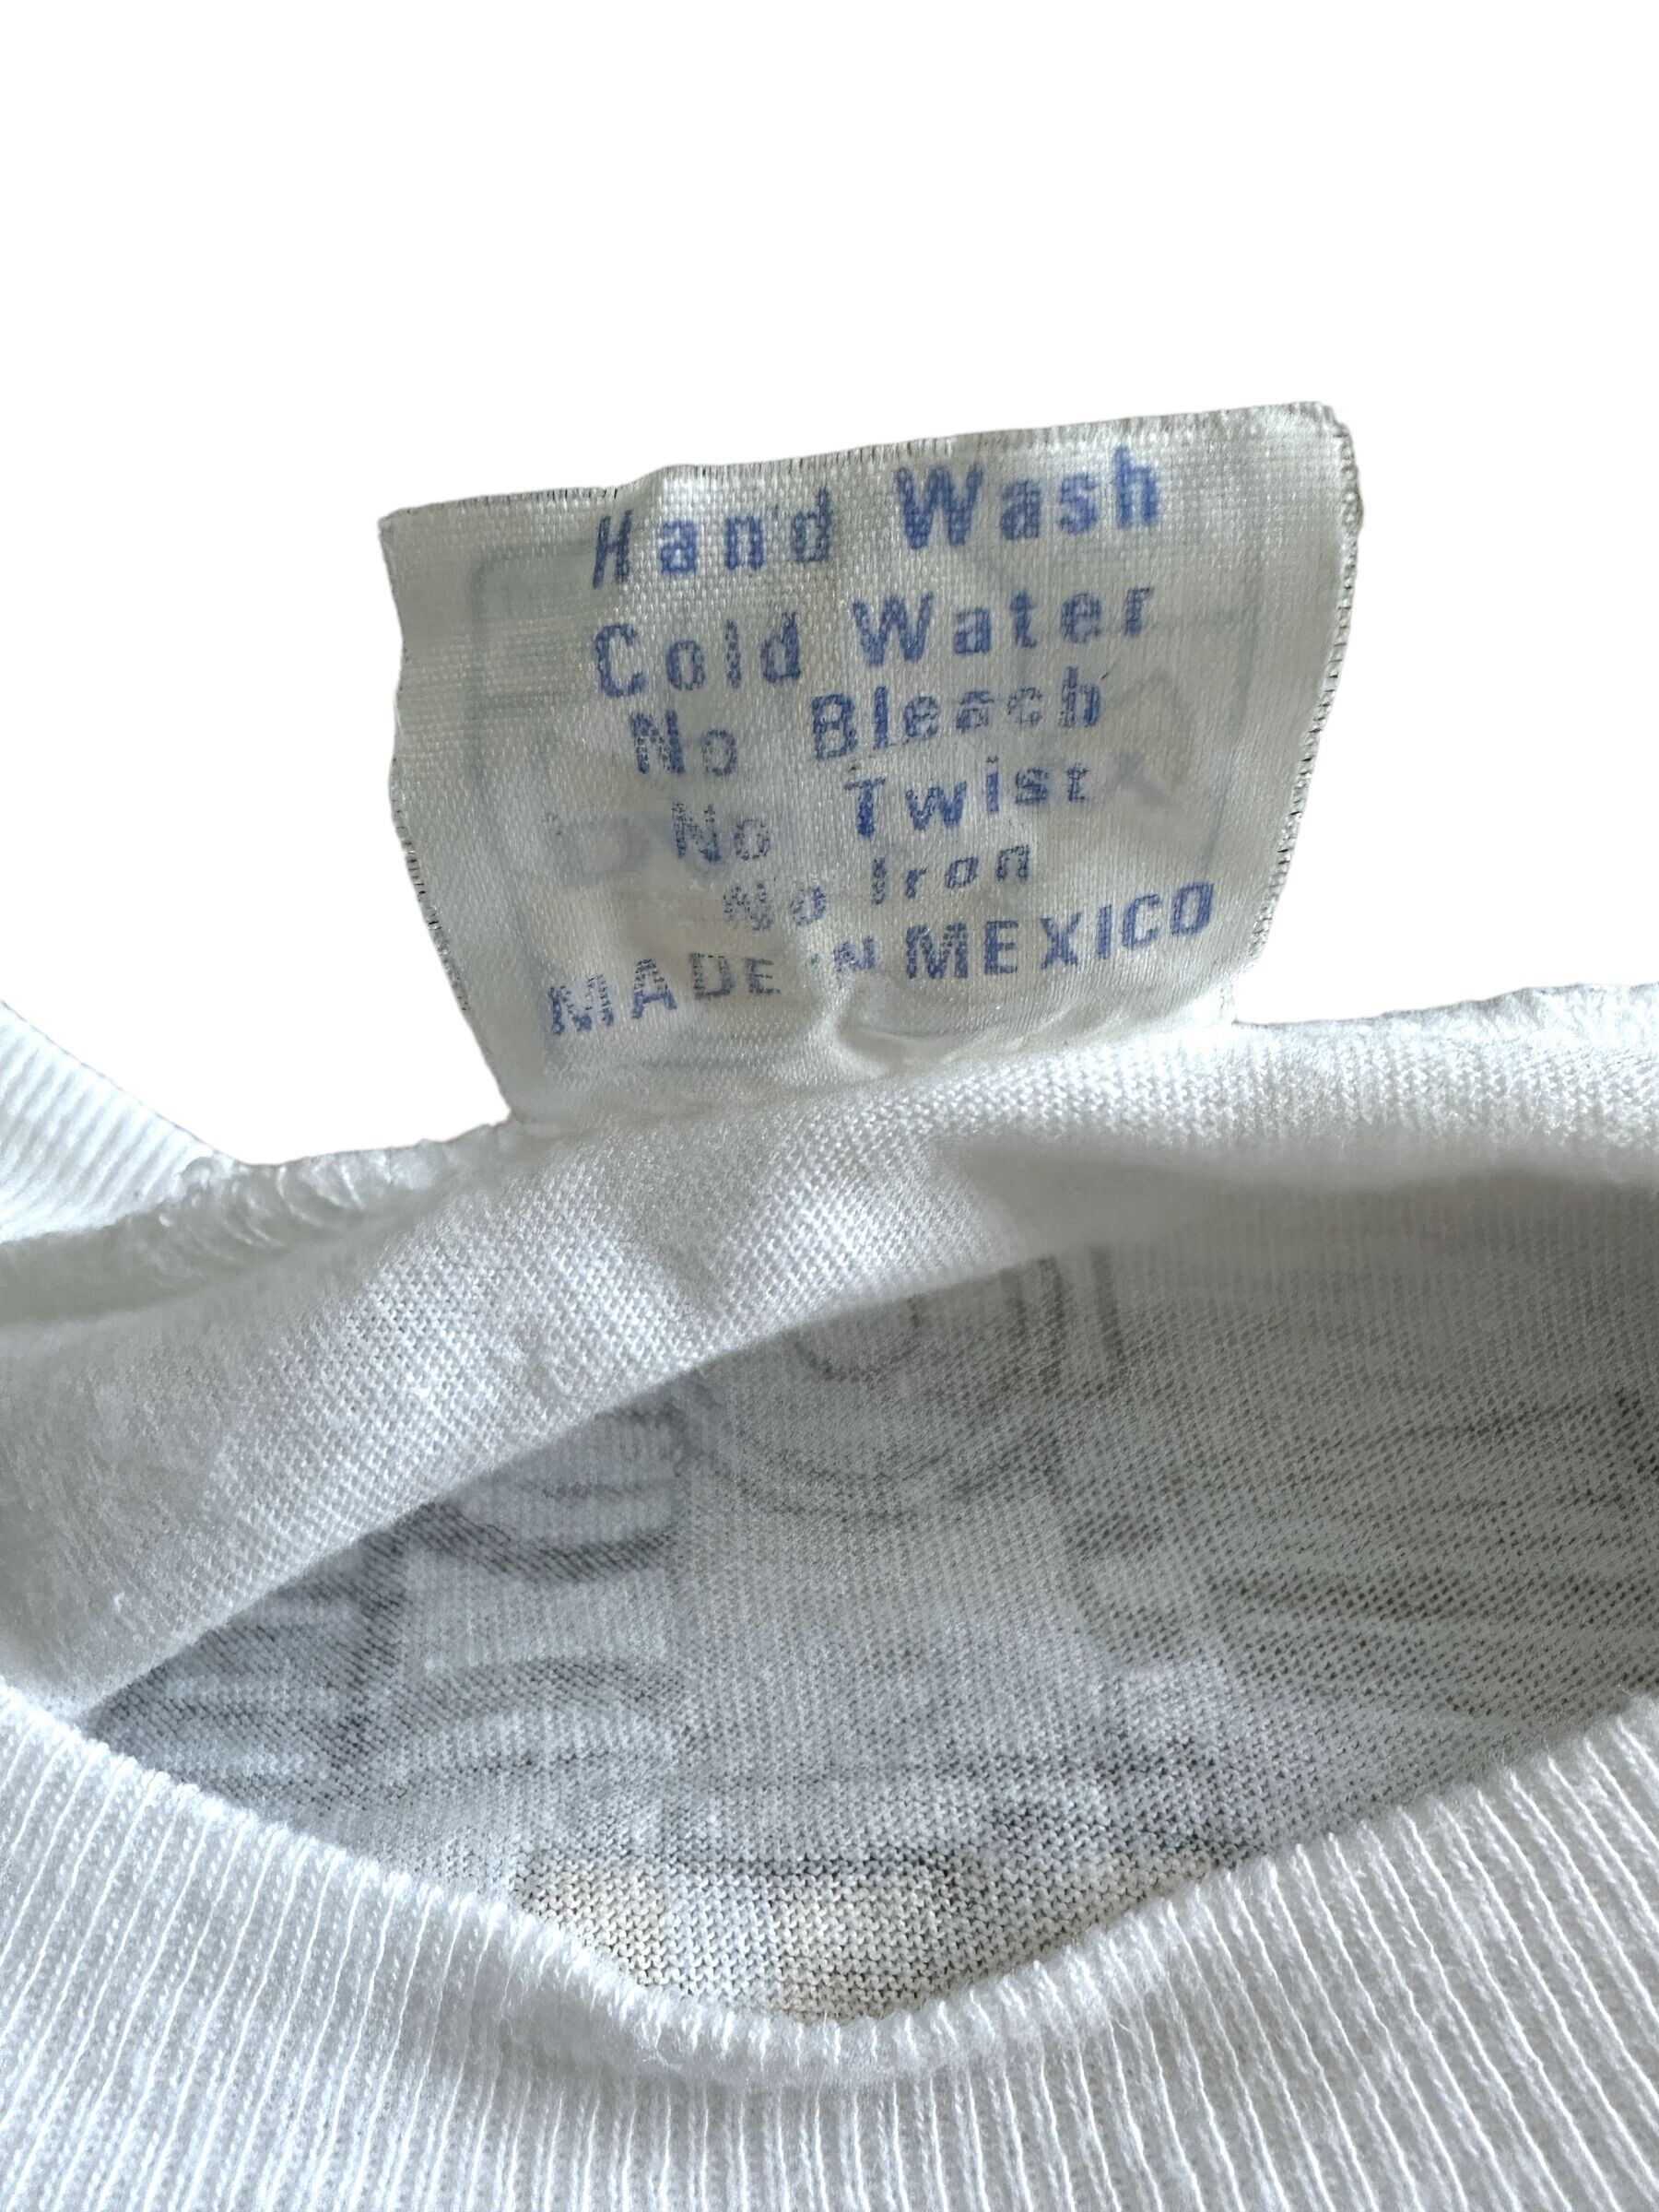 Hand Wash
Cold Water
No Bleach
No Twist
No Iron
MADE IN MEXICO